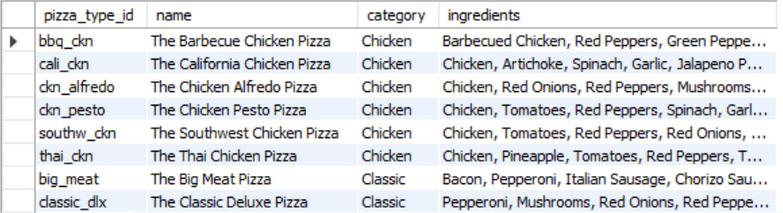 pizza_type_id name category ingredients
bbq_ckn The Barbecue Chicken Pizza Chicken Barbecued Chicken, Red Peppers, Green Peppe...
cali_ckn The California Chicken Pizza Chicken Chicken, Artichoke, Spinach, Garlic, Jalapeno P...
ckn_alfredo The Chicken Alfredo Pizza Chicken Chicken, Red Onions, Red Peppers, Mushrooms...
ckn_pesto The Chicken Pesto Pizza Chicken Chicken, Tomatoes, Red Peppers, Spinach, Garl...
southw_ckn The Southwest Chicken Pizza Chicken Chicken, Tomatoes, Red Peppers, Red Onions, ...
thai_ckn The Thai Chicken Pizza Chicken Chicken, Pineapple, Tomatoes, Red Peppers, T...
big_meat The Big Meat Pizza Classic Bacon, Pepperoni, Italian Sausage, Chorizo Sau...
classic_dlx The Classic Deluxe Pizza Classic Pepperoni, Mushrooms, Red Onions, Red Peppe...